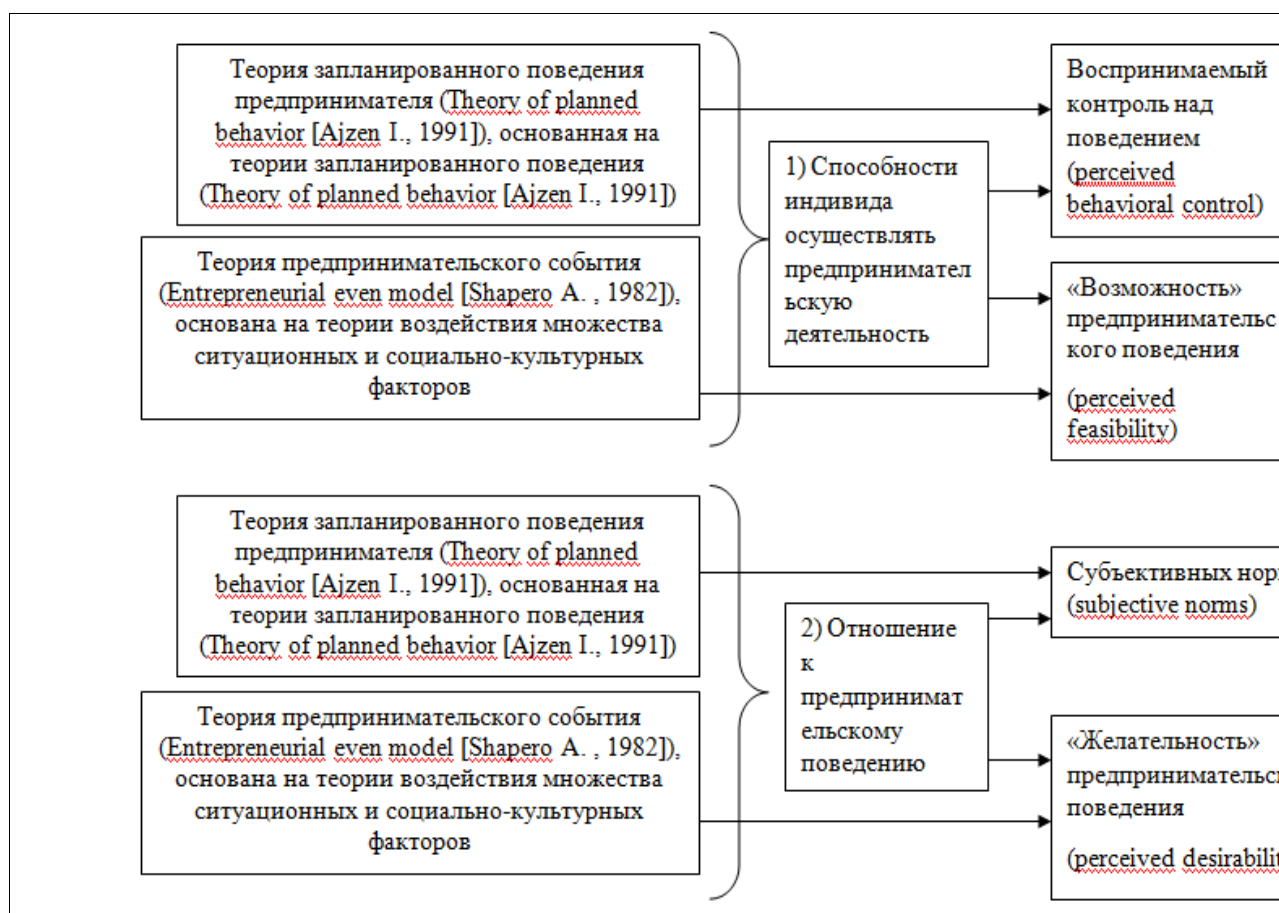 Теория запланированного поведения
предпринимателя (Theory of planned
behavior [Ajzen I., 1991]), основанная на
теории запланированного поведения
(Theory of planned behavior [Ajzen I., 1991])
Теория предпринимательского события
(Entrepreneurial even model [Shapero A. , 1982]),
основана на теории воздействия множества
ситуационных и социально-культурных
факторов
1) Способности
индивида
осуществлять
предпринимател
ьскую
деятельность
Воспринимаемый
контроль над
поведением
(perceived
behavioral control)
«Возможность»
предпринимательс
кого поведения
(perceived
feasibility)
Теория запланированного поведения
предпринимателя (Theory of planned
behavior [Ajzen I., 1991]), основанная на
теории запланированного поведения
(Theory of planned behavior [Ajzen I., 1991])
Теория предпринимательского события
(Entrepreneurial even model [Shapero A. , 1982]),
основана на теории воздействия множества
ситуационных и социально-культурных
факторов
2) Отношение
к
предпринимат
ельскому
поведению
Субъективных нор
(subjective norms)
«Желательность»
предпринимательс
поведения
(perceived desirabilit